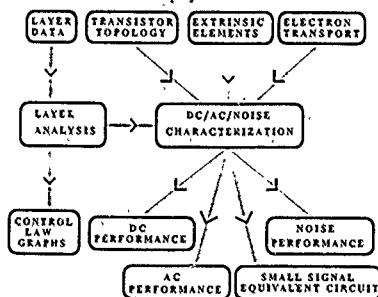 LAYER
DATA
TRANSISTOR
TOPOLOGY
EXTRINSIC
ELEMENTS
ELECTRON
TRANSPORT
LAYER
ANALYSIS
DC/AC/NOISE
CHARACTERIZATION
CONTROL
LAW
GRAPHS
DC
PERFORMANCE
NOISE
PERFORMANCE
AC
PERFORMANCE
SMALL SIGNAL
EQUIVALENT CIRCUIT